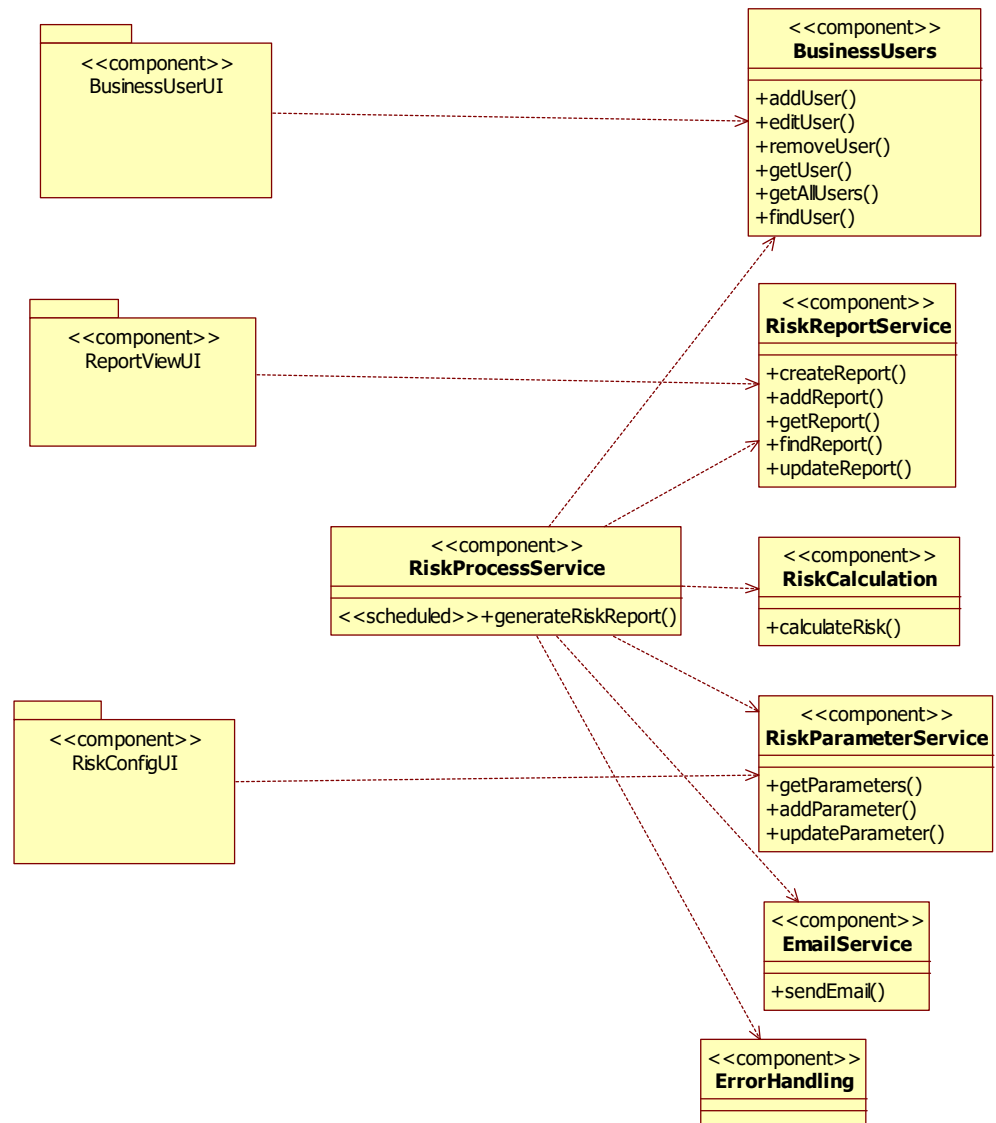 <<component>>
BusinessUserUI
<<component>>
BusinessUsers
+addUser()
+editUser()
+removeUser()
+getUser()
+getAllUsers()
+findUser()
<<component>>
ReportViewUI
<<component>>
RiskReportService
+createReport()
+addReport()
+getReport()
+findReport()
+updateReport()
<<component>>
RiskProcessService
<<scheduled>>+generateRiskReport()
<<component>>
RiskCalculation
+calculateRisk()
<<component>>
RiskConfigUI
<<component>>
RiskParameterService
+getParameters()
+addParameter()
+updateParameter()
<<component>>
EmailService
+sendEmail()
<<component>>
ErrorHandling